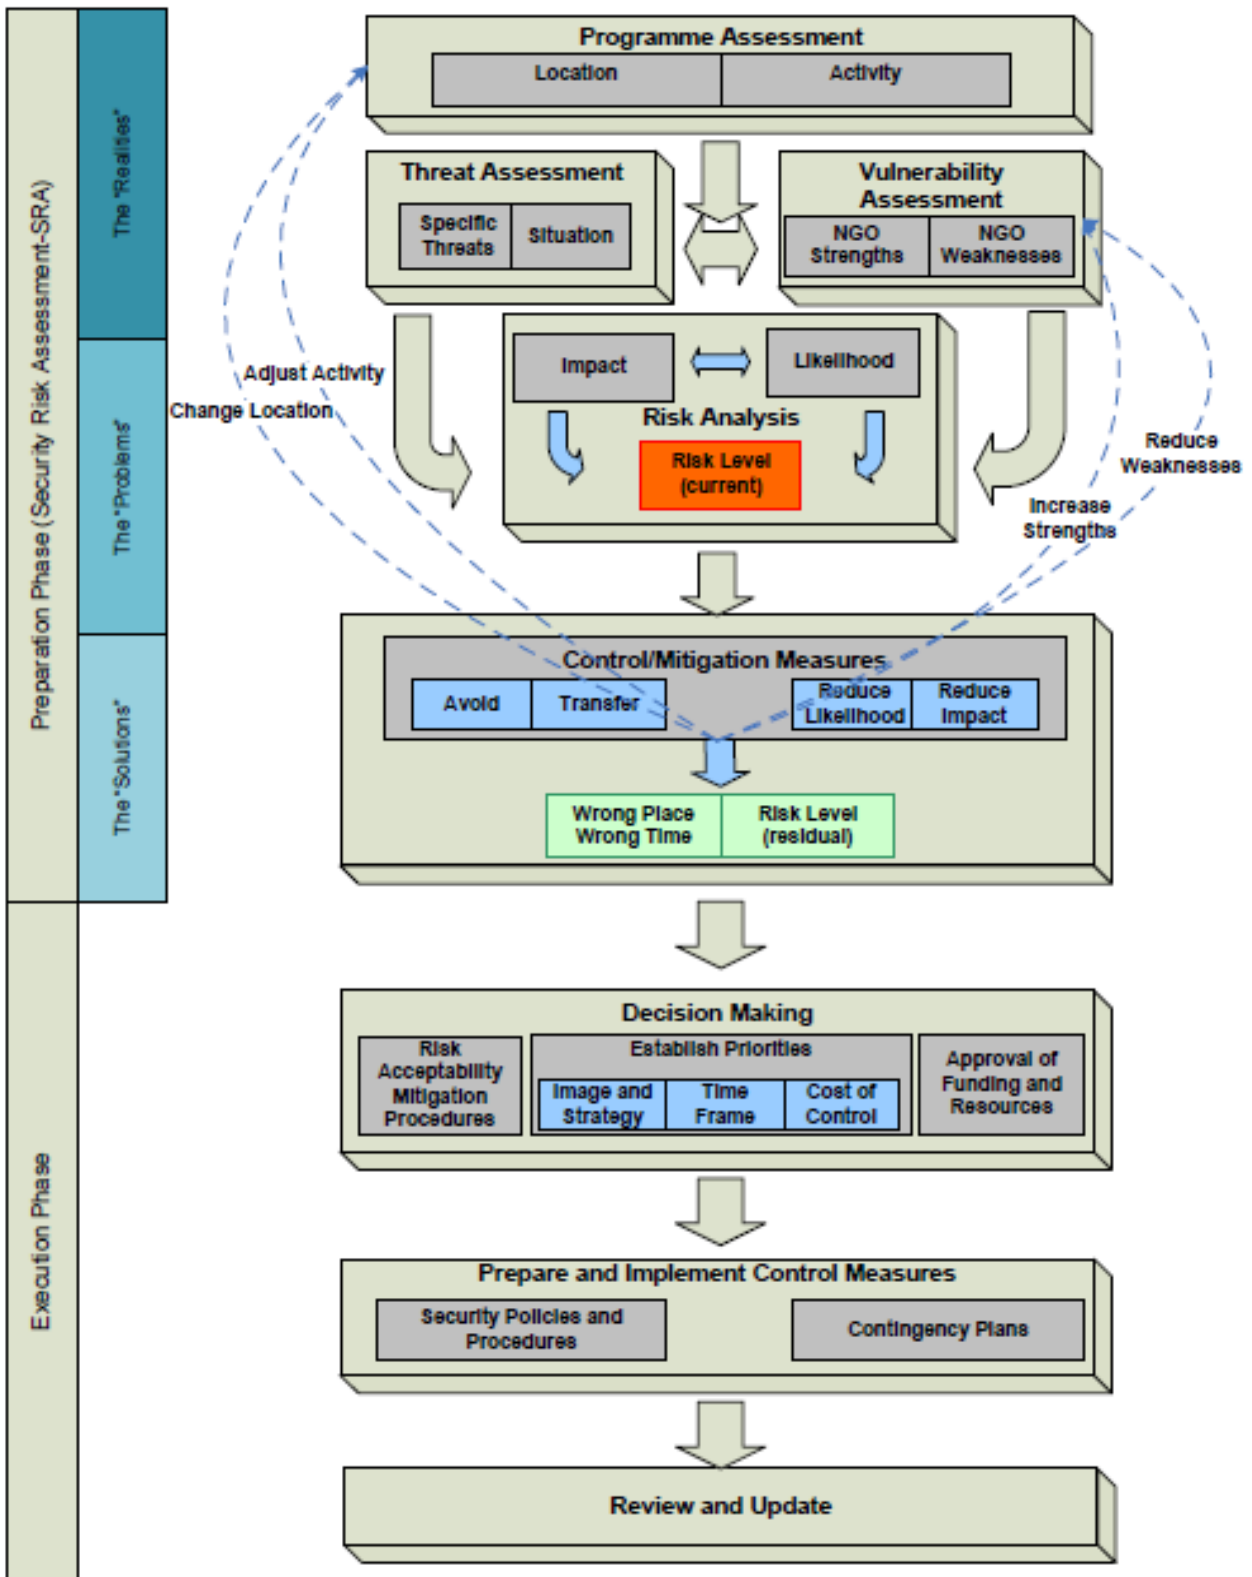 Preparation Phase (Security Risk Assessment-SRA)
Execution Phase
The "Realities"
The "Problems"
The "Solutions"
Programme Assessment
Location
Activity
Threat Assessment
Specific
Threats
Situation
Vulnerability
Assessment
NGO
Strengths
NGO
Weaknesses
Adjust Activity
Change Location
Impact
Likelihood
Risk Analysis
Risk Level
(current)
Reduce
Weaknesses
Increase
Strengths
Control/Mitigation Measures
Avoid
Transfer
Reduce
Likelihood
Reduce
Impact
Wrong Place
Wrong Time
Risk Level
(residual)
Decision Making
Risk
Acceptability
Mitigation
Procedures
Establish Priorities
Image and
Strategy
Time
Frame
Cost of
Control
Approval of
Funding and
Resources
Prepare and Implement Control Measures
Security Policies and
Procedures
Contingency Plans
Review and Update